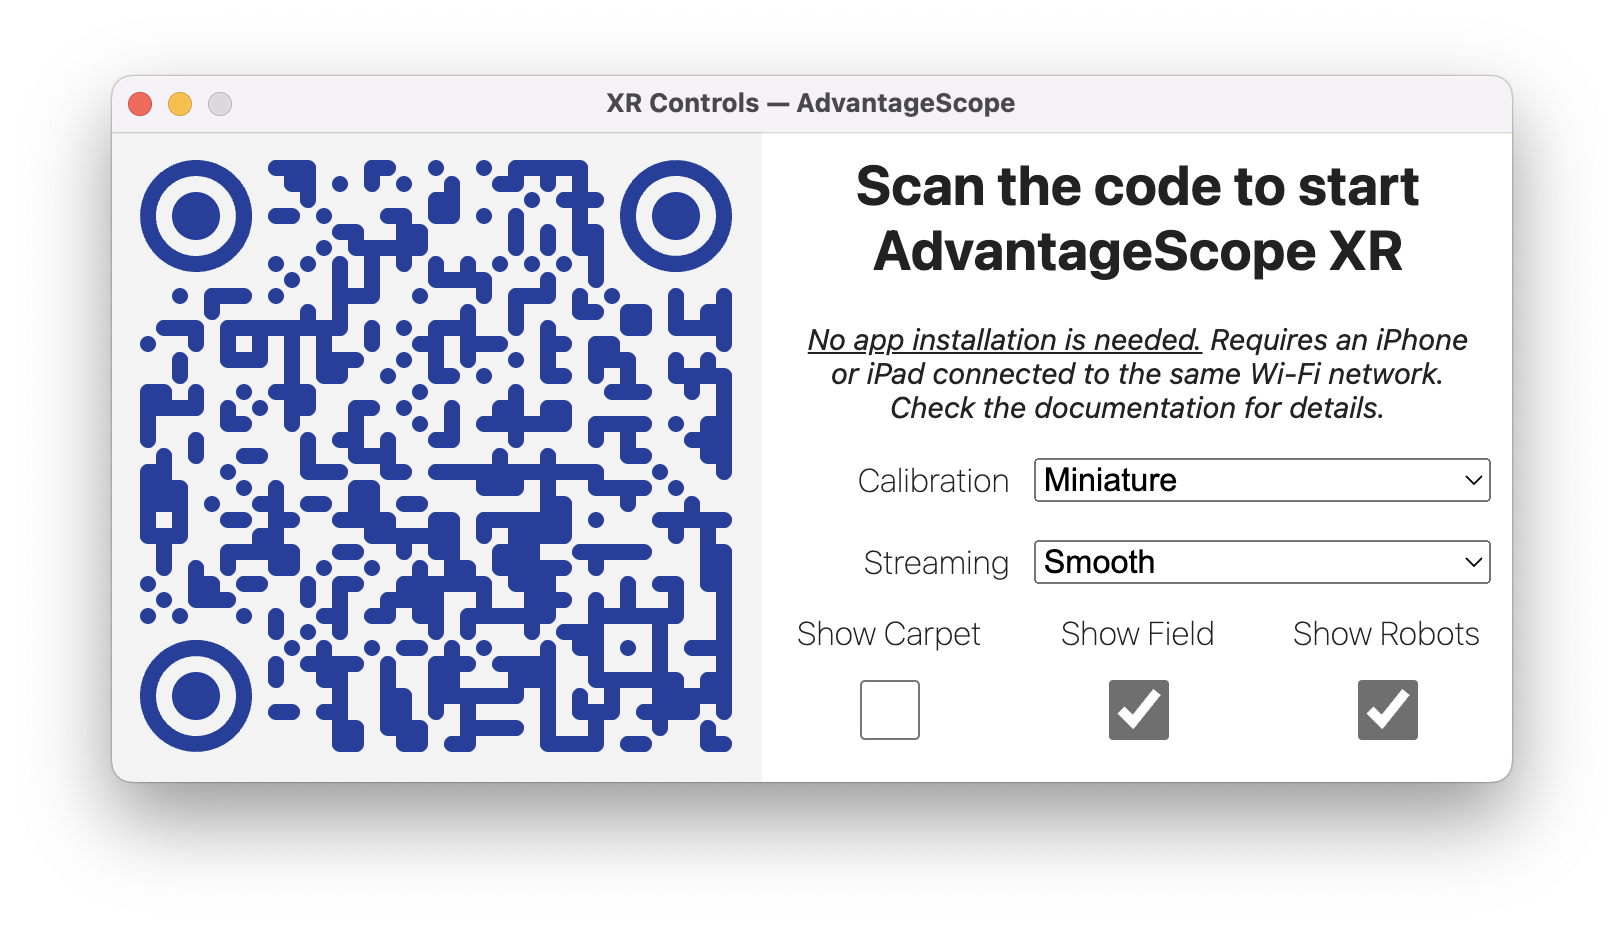 XR Controls — AdvantageScope
Scan the code to start
AdvantageScope XR
No app installation is needed. Requires an iPhone
or iPad connected to the same Wi-Fi network.
Check the documentation for details.
Calibration Miniature
Streaming Smooth
Show Carpet Show Field Show Robots